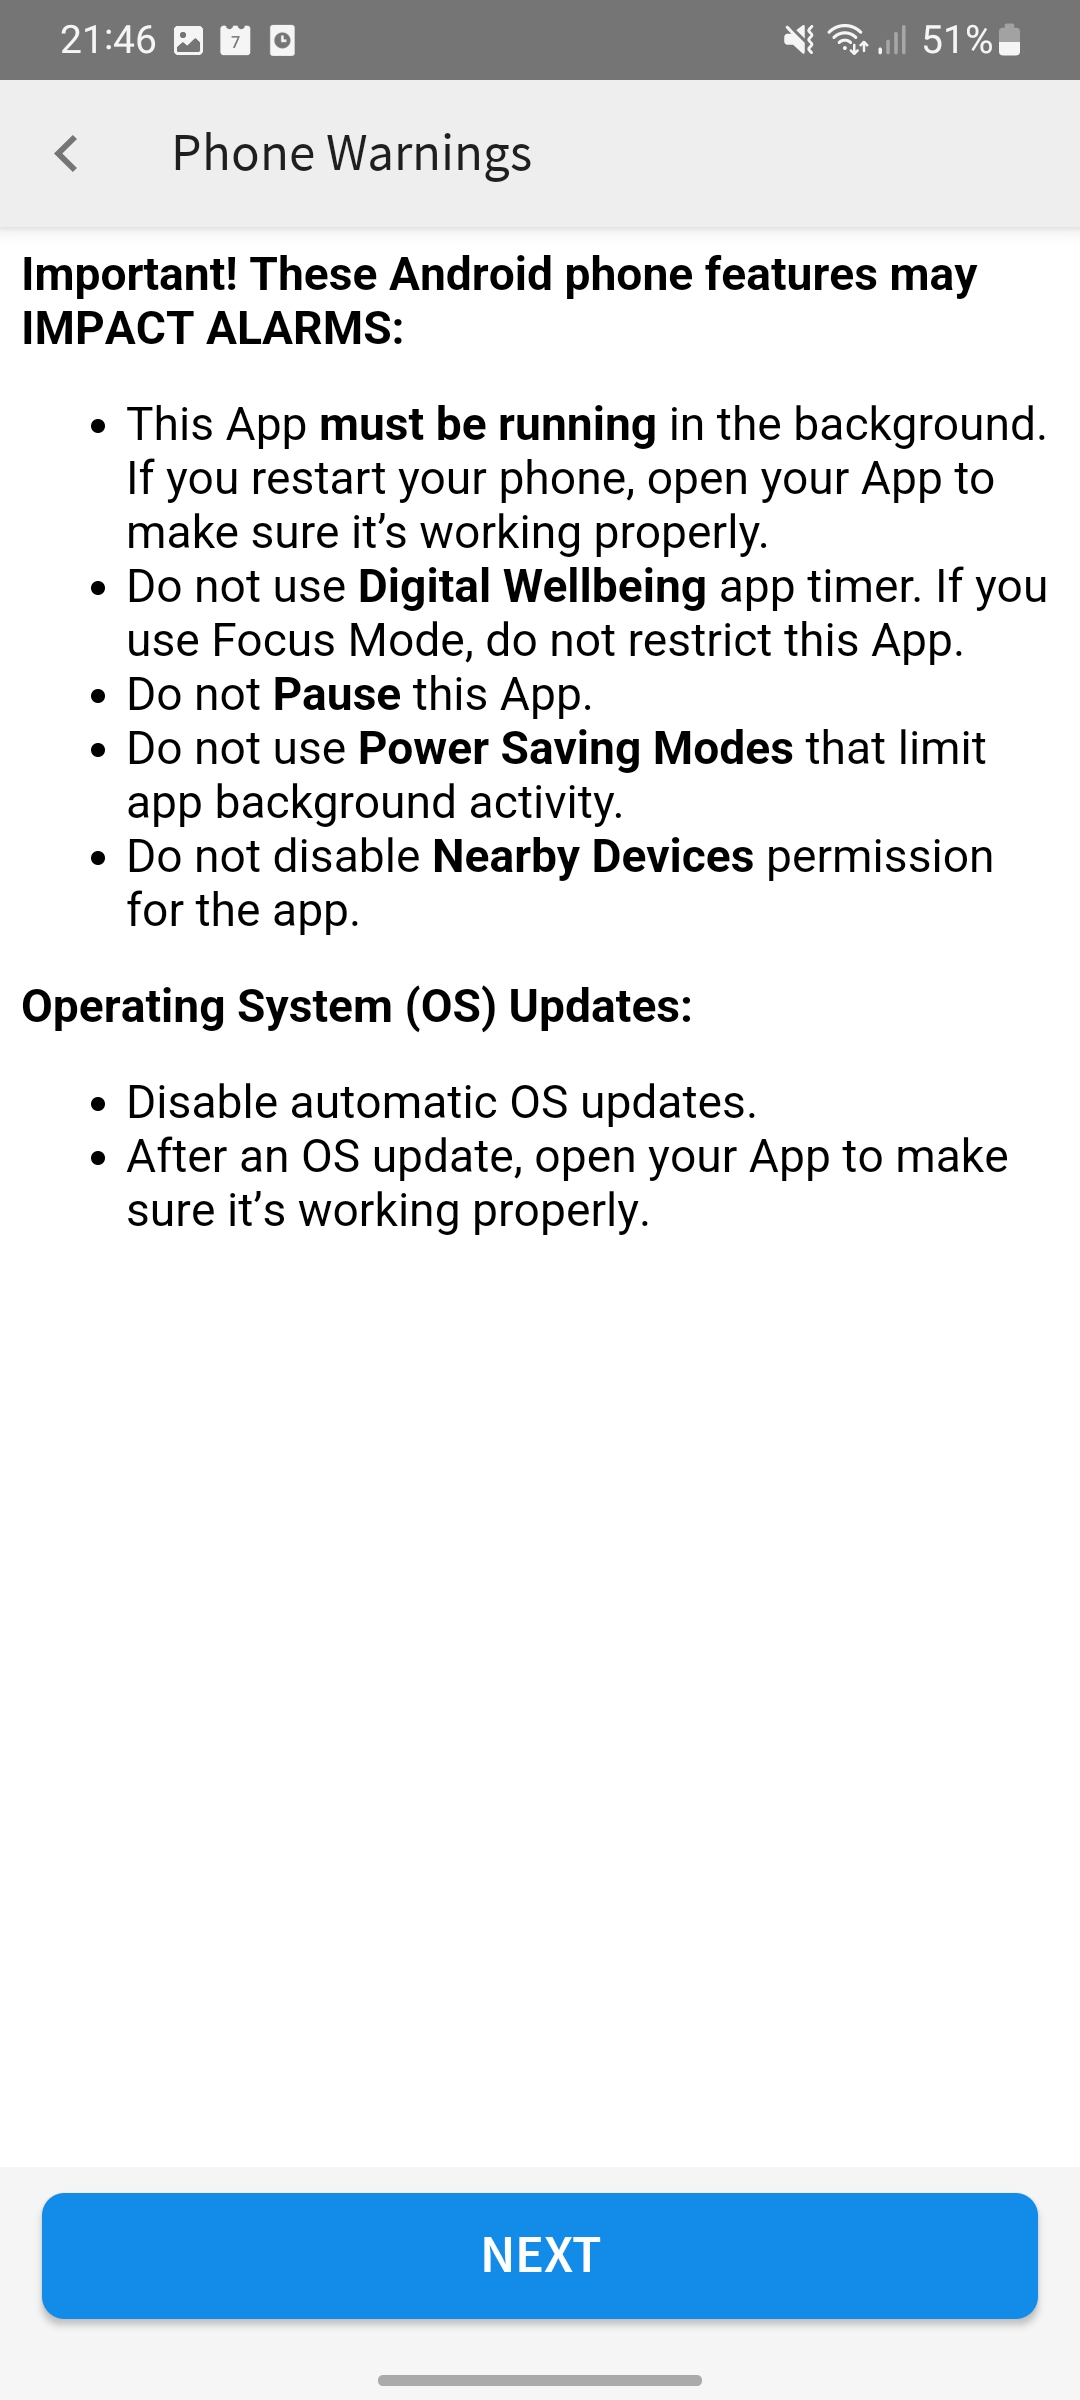 21:46
7
51%
Phone Warnings
Important! These Android phone features may
IMPACT ALARMS:
• This App must be running in the background.
If you restart your phone, open your App to
make sure it’s working properly.
• Do not use Digital Wellbeing app timer. If you
use Focus Mode, do not restrict this App.
• Do not Pause this App.
• Do not use Power Saving Modes that limit
app background activity.
• Do not disable Nearby Devices permission
for the app.
Operating System (OS) Updates:
• Disable automatic OS updates.
• After an OS update, open your App to make
sure it’s working properly.
NEXT